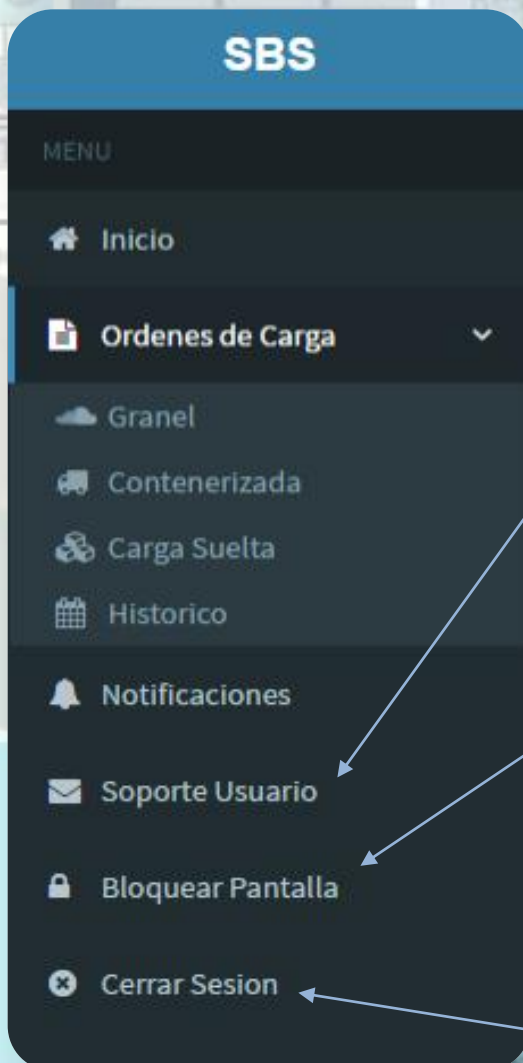 SBS
MENU
Inicio
Ordenes de Carga
Granel
Contenerizada
Carga Suelta
Historico
Notificaciones
Soporte Usuario
Bloquear Pantalla
Cerrar Sesion